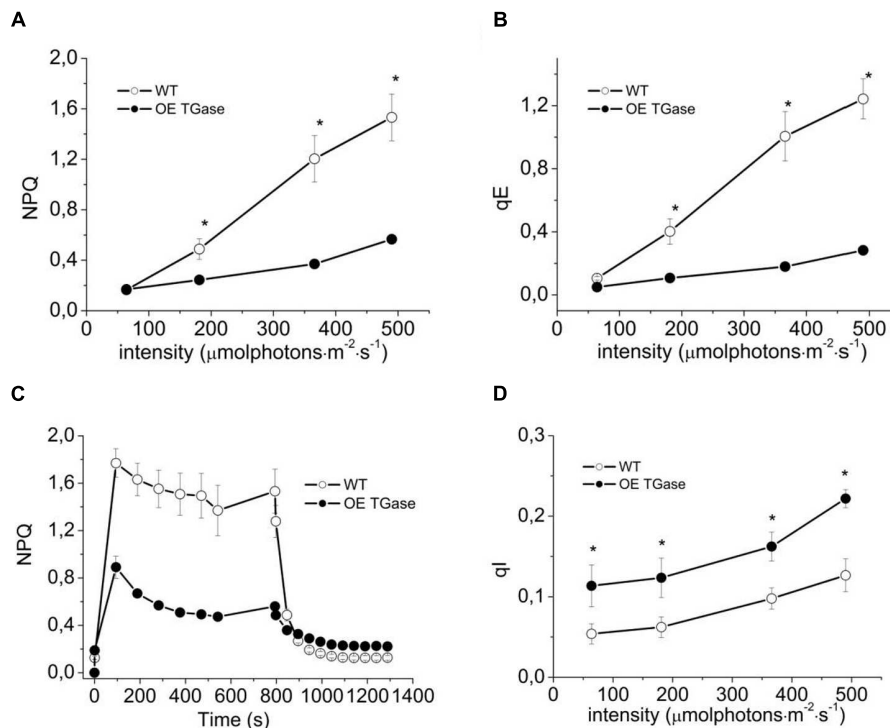 A
2,0
1,6
1,2
0,8
0,4
0,0
NPQ
WT
OE TGase
*
*
*
0 100 200 300 400 500
intensity (μmolphotons·m⁻²·s⁻¹)
B
1,2
0,8
0,4
0,0
qE
WT
OE TGase
*
*
*
0 100 200 300 400 500
intensity (μmolphotons·m⁻²·s⁻¹)
C
2,0
1,6
1,2
0,8
0,4
0,0
NPQ
WT
OE TGase
0 200 400 600 800 1000 1200 1400
Time (s)
D
0,3
0,2
0,1
0,0
qI
WT
OE TGase
*
*
*
*
0 100 200 300 400 500
intensity (μmolphotons·m⁻²·s⁻¹)